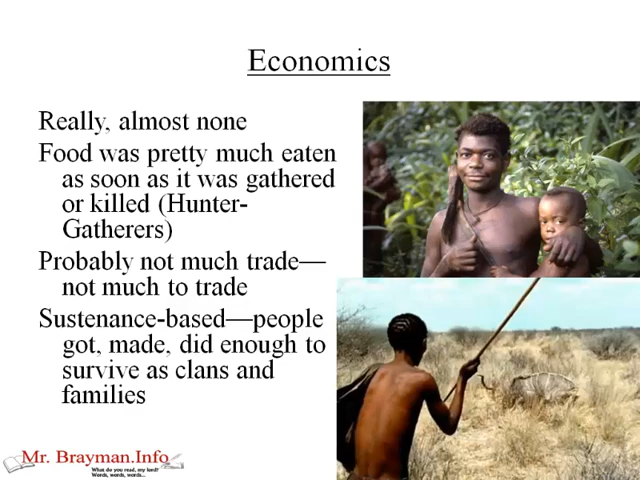 Economics
Really, almost none
Food was pretty much eaten
as soon as it was gathered
or killed (Hunter-
Gatherers)
Probably not much trade—
not much to trade
Sustenance-based—people
got, made, did enough to
survive as clans and
families
Mr. Brayman.Info
What do you read, my lord?
Words, words, words...